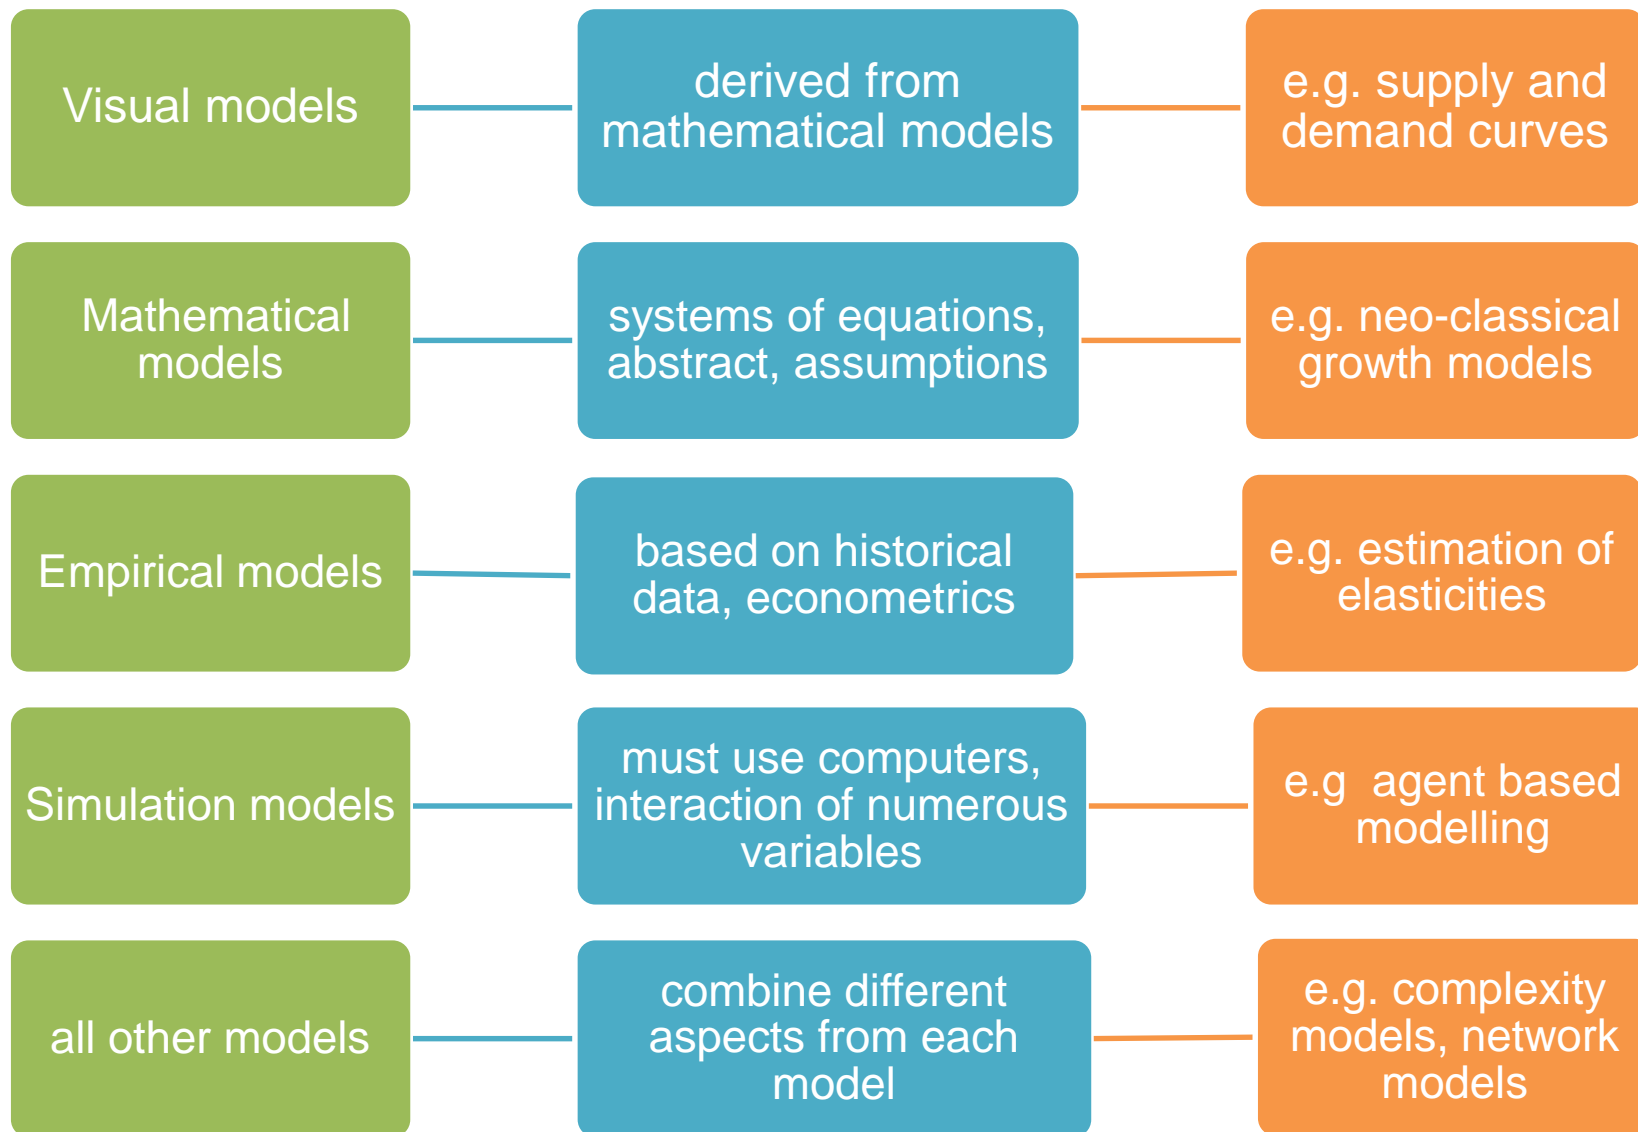 Visual models
derived from
mathematical models
e.g. supply and
demand curves
Mathematical
models
systems of equations,
abstract, assumptions
e.g. neo-classical
growth models
Empirical models
based on historical
data, econometrics
e.g. estimation of
elasticities
Simulation models
must use computers,
interaction of numerous
variables
e.g  agent based
modelling
all other models
combine different
aspects from each
model
e.g. complexity
models, network
models